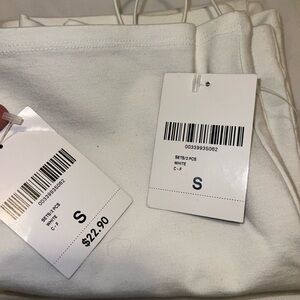 00339935062
SETS/2 PCS
WHITE
C - F
S
00339935062
SETS/2 PCS
WHITE
C - F
S
$22.90